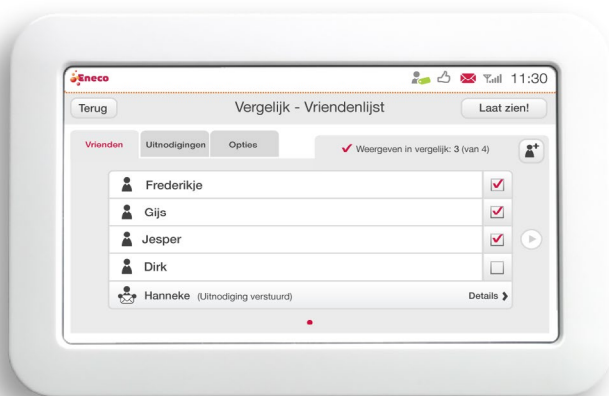 Eneco
11:30
Terug
Vergelijk - Vriendenlijst
Laat zien!
Vrienden
Uitnodigingen
Opties
Weergeven in vergelijk: 3 (van 4)
Frederikje
Gijs
Jesper
Dirk
Hanneke (Uitnodiging verstuurd)
Details